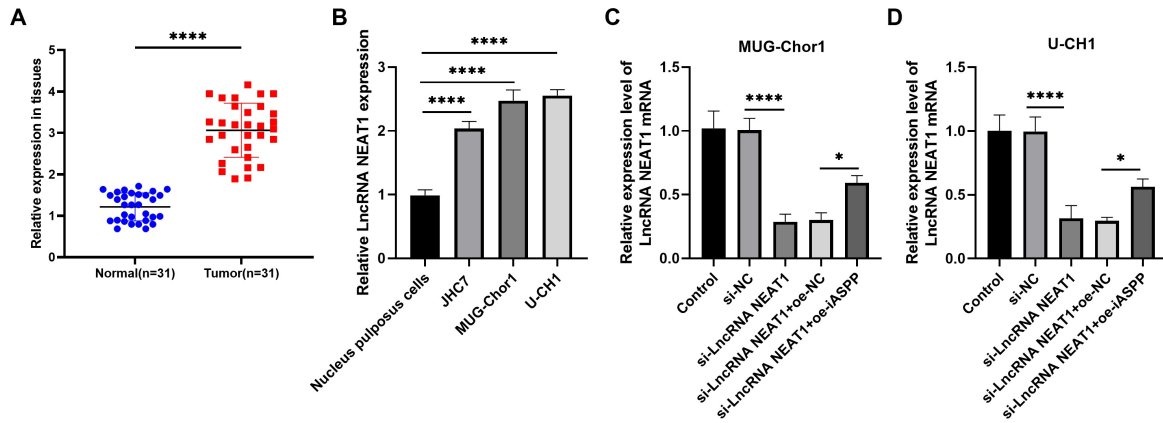 A
Relative expression in tissues
5
4
3
2
1
0
****
Normal(n=31)
Tumor(n=31)
B
Relative LncRNA NEAT1 expression
3
2
1
0
****
****
****
Nucleus pulposus cells
JHC7
MUG-Chor1
U-CH1
C
MUG-Chor1
Relative expression level of
LncRNA NEAT1 mRNA
1.5
1.0
0.5
0.0
****
*
Control
si-NC
si-LncRNA NEAT1
si-LncRNA NEAT1+oe-NC
si-LncRNA NEAT1+oe-iASPP
D
U-CH1
Relative expression level of
LncRNA NEAT1 mRNA
1.5
1.0
0.5
0.0
****
*
Control
si-NC
si-LncRNA NEAT1
si-LncRNA NEAT1+oe-NC
si-LncRNA NEAT1+oe-iASPP